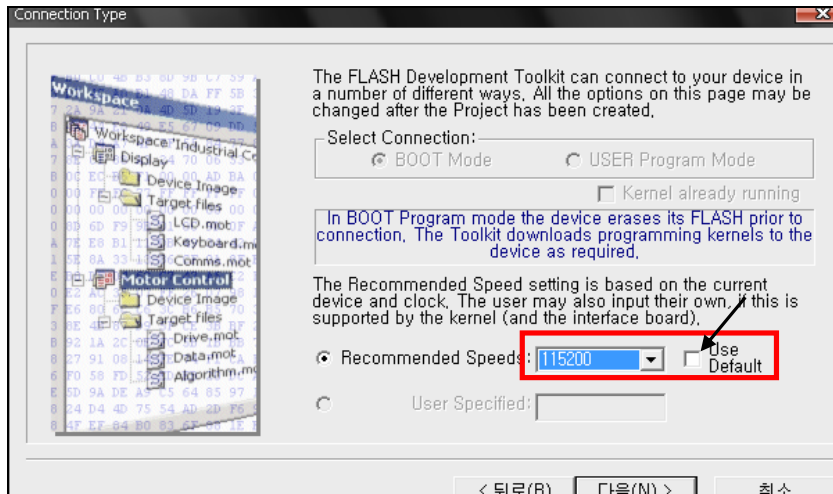 Connection Type
The FLASH Development Toolkit can connect to your device in
a number of different ways, All the options on this page may be
changed after the Project has been created,
Select Connection:
BOOT Mode
USER Program Mode
Kernel already running
In BOOT Program mode the device erases its FLASH prior to
connection, The Toolkit downloads programming kernels to the
device as required,
The Recommended Speed setting is based on the current
device and clock, The user may also input their own, if this is
supported by the kernel (and the interface board),
Recommended Speeds: 115200
Use
Default
User Specified:
Workspace
Workspace "Industrial Co
Display
Device Image
Target files
LCD.mot
Keyboard.m
Comms.mot
Motor Control
Device Image
Target files
Drive.mot
Data.mot
Algorithm.mo
< 뒤로(B)
다음(N) >
취소